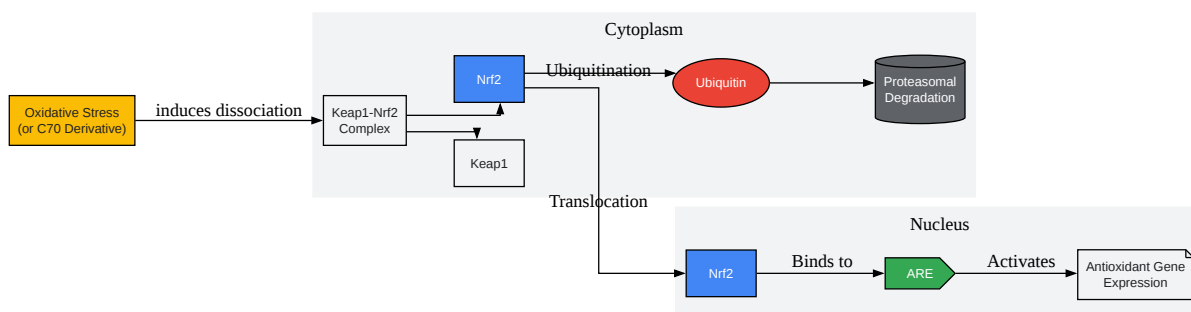 Cytoplasm
Nrf2
Ubiquitination
Ubiquitin
Proteasomal
Degradation
Oxidative Stress
(or C70 Derivative)
induces dissociation
Keap1-Nrf2
Complex
Keap1
Translocation
Nucleus
Nrf2
Binds to
ARE
Activates
Antioxidant Gene
Expression